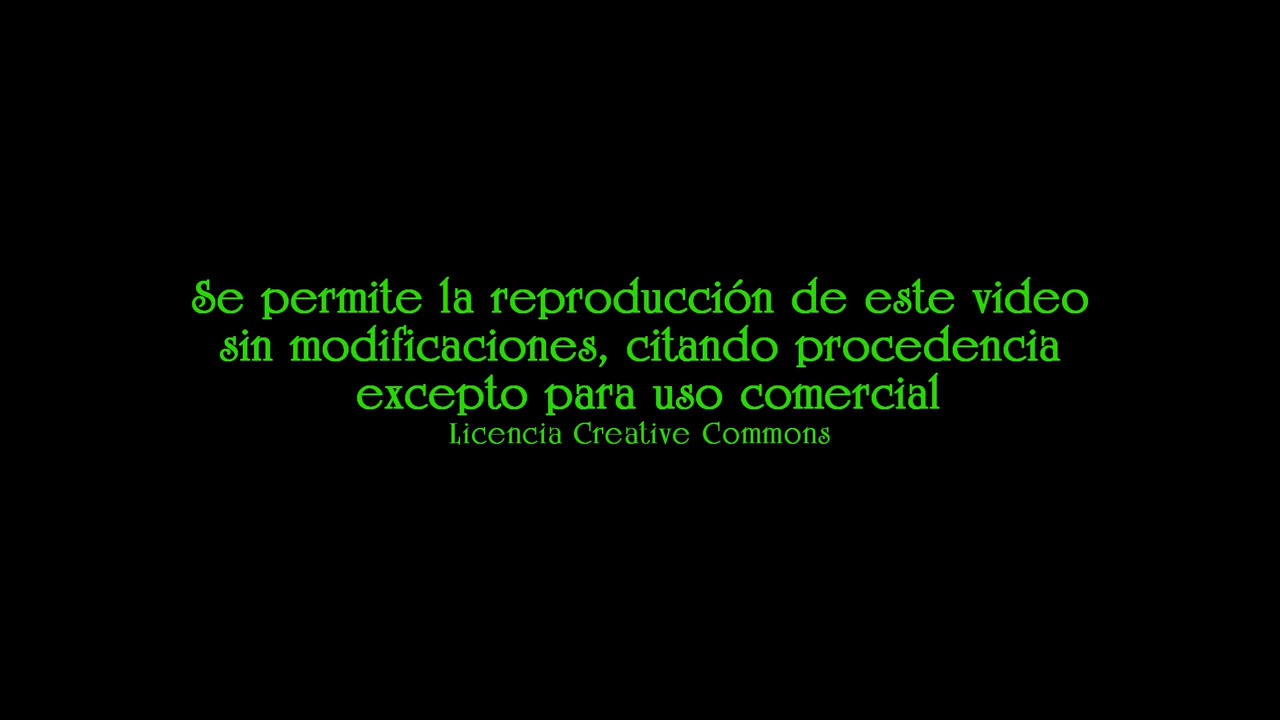 Se permite la reproducción de este video
sin modificaciones, citando procedencia
excepto para uso comercial
Licencia Creative Commons